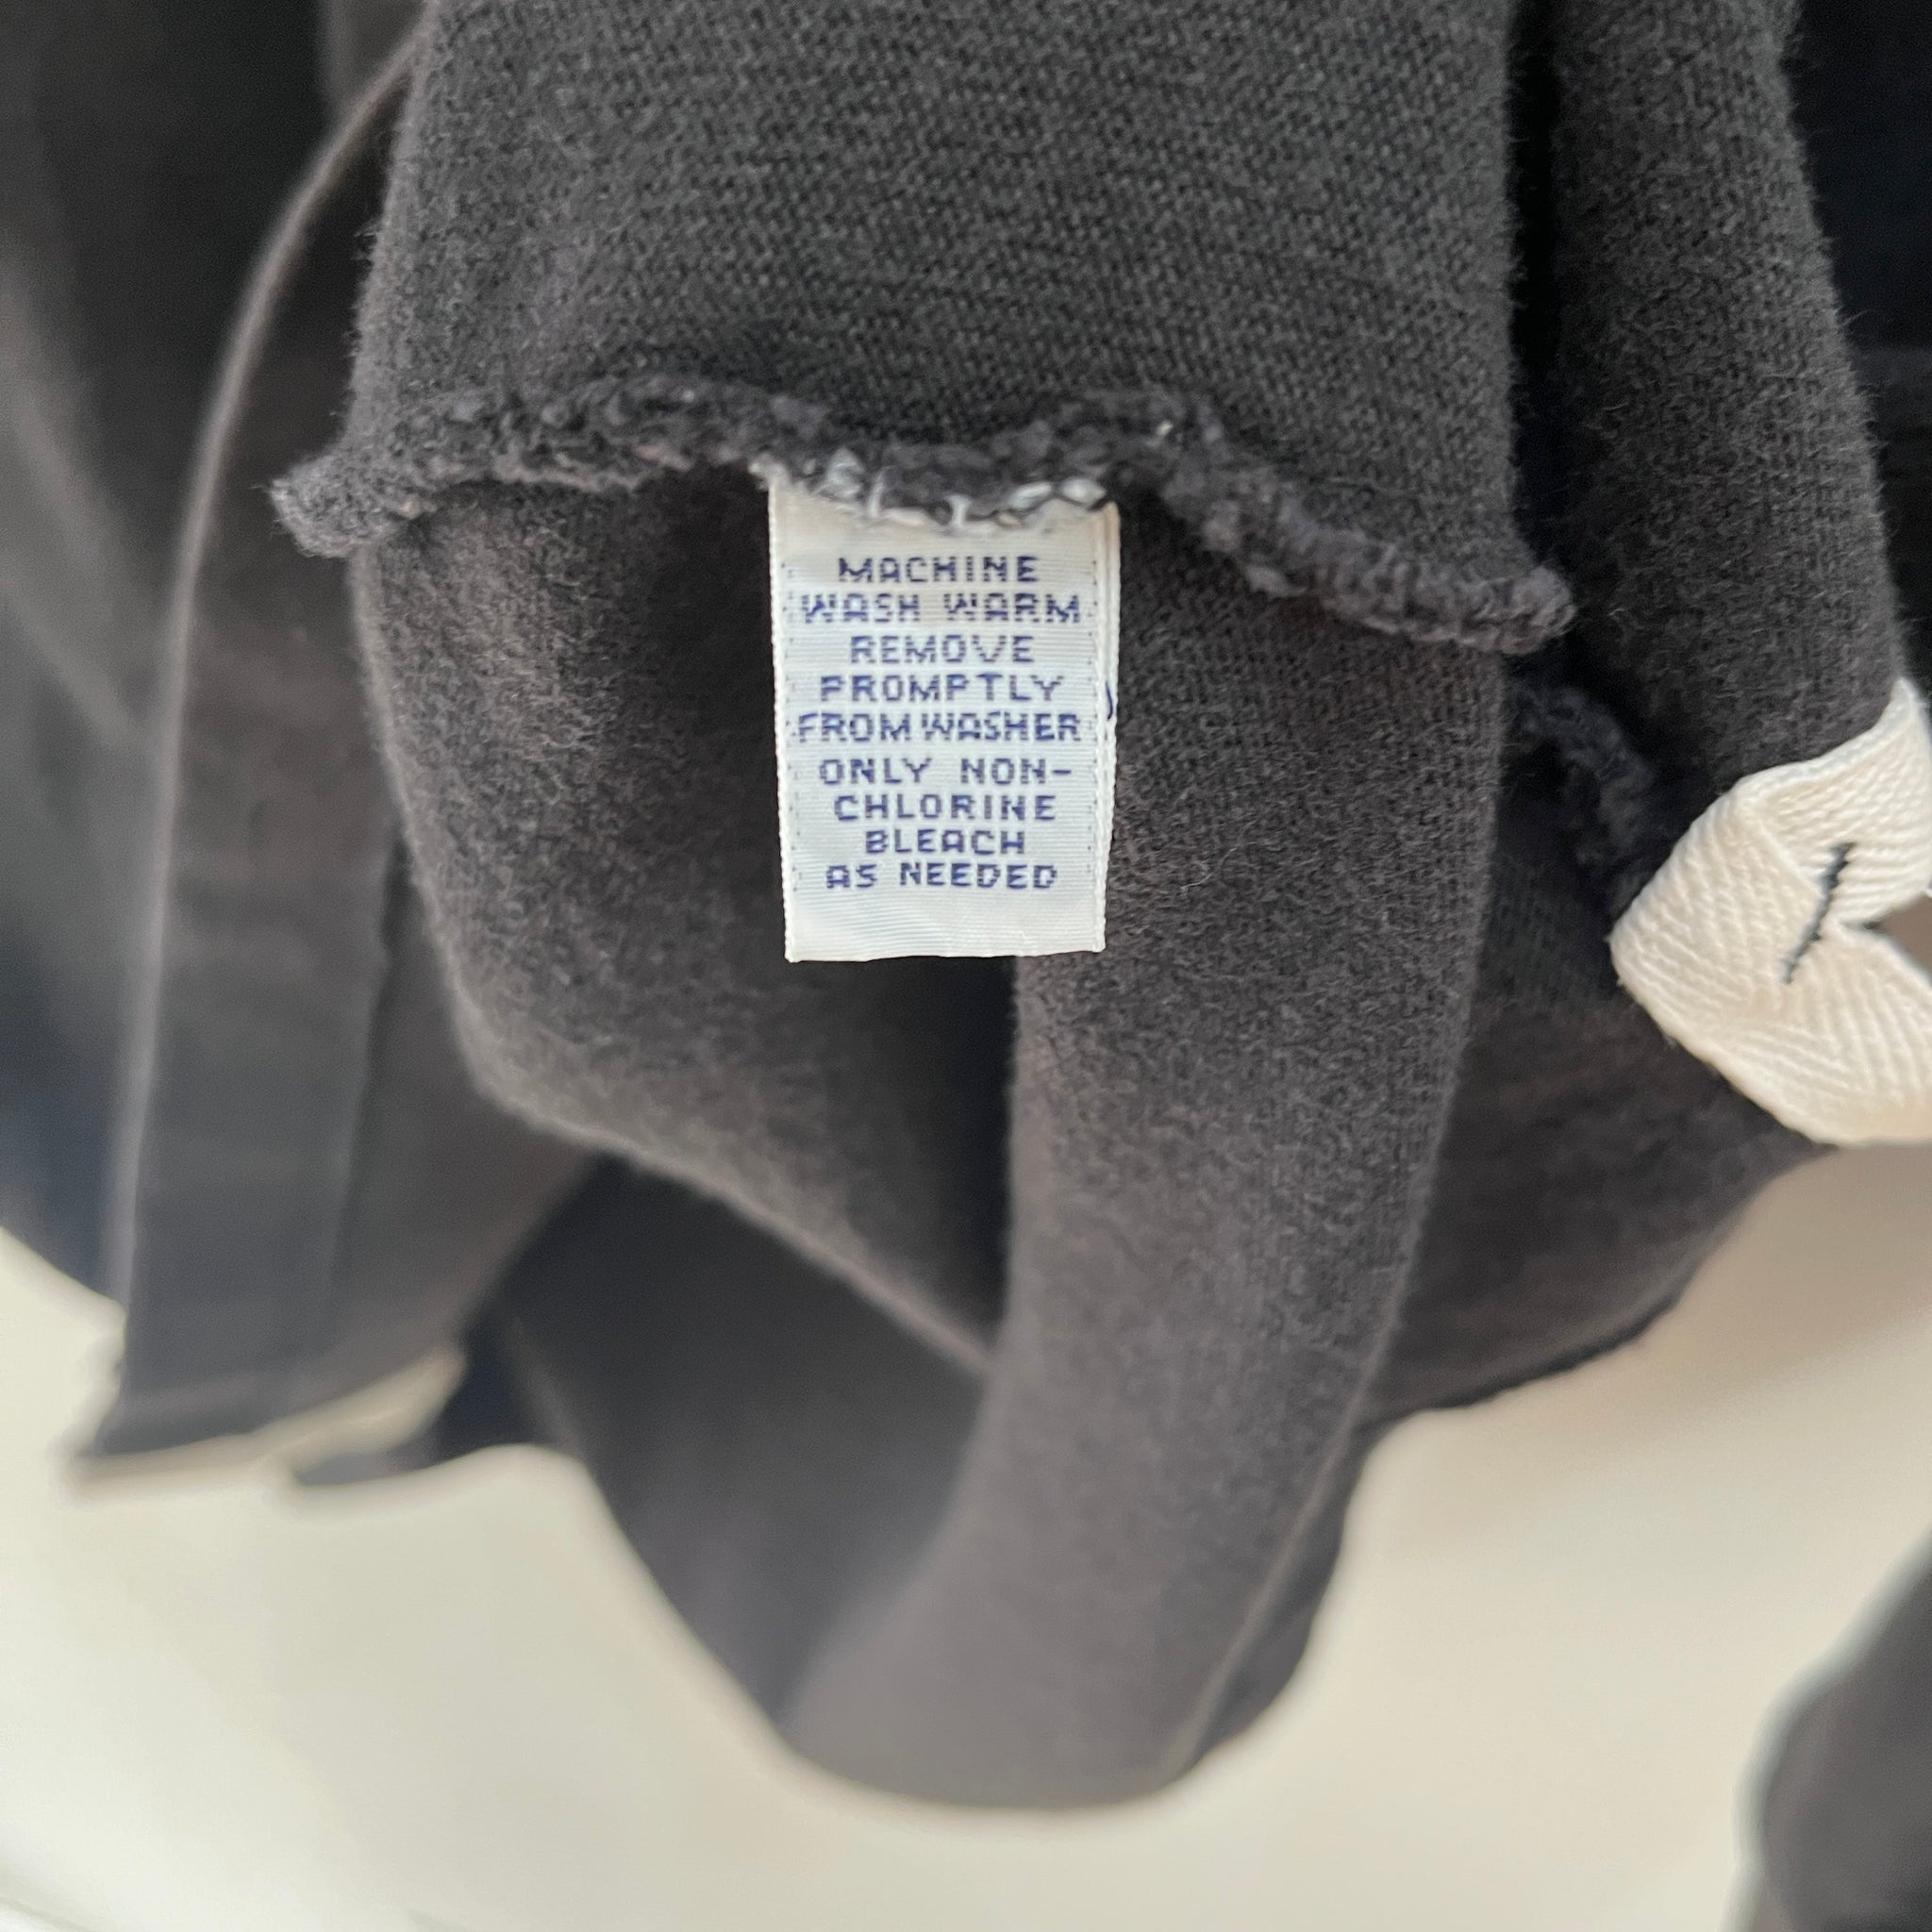 MACHINE
WASH WARM
REMOVE
PROMPTLY
FROM WASHER
ONLY NON-
CHLORINE
BLEACH
AS NEEDED